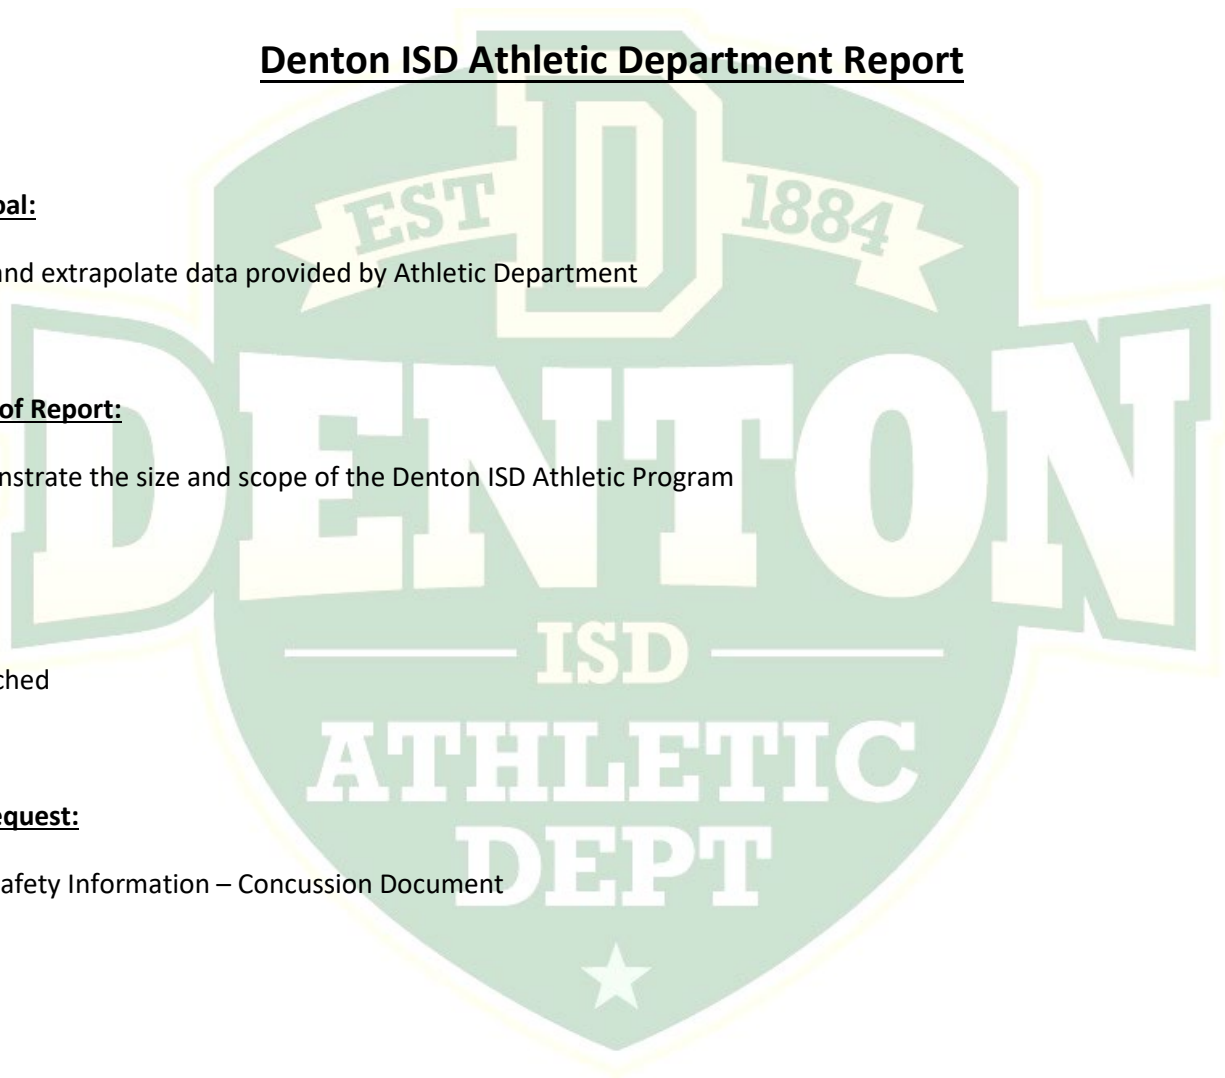 Denton ISD Athletic Department Report
EST
D
1884
oal:
and extrapolate data provided by Athletic Department
DENTON
of Report:
nstrate the size and scope of the Denton ISD Athletic Program
ISD
ched
ATHLETIC
equest:
DEPT
afety Information – Concussion Document